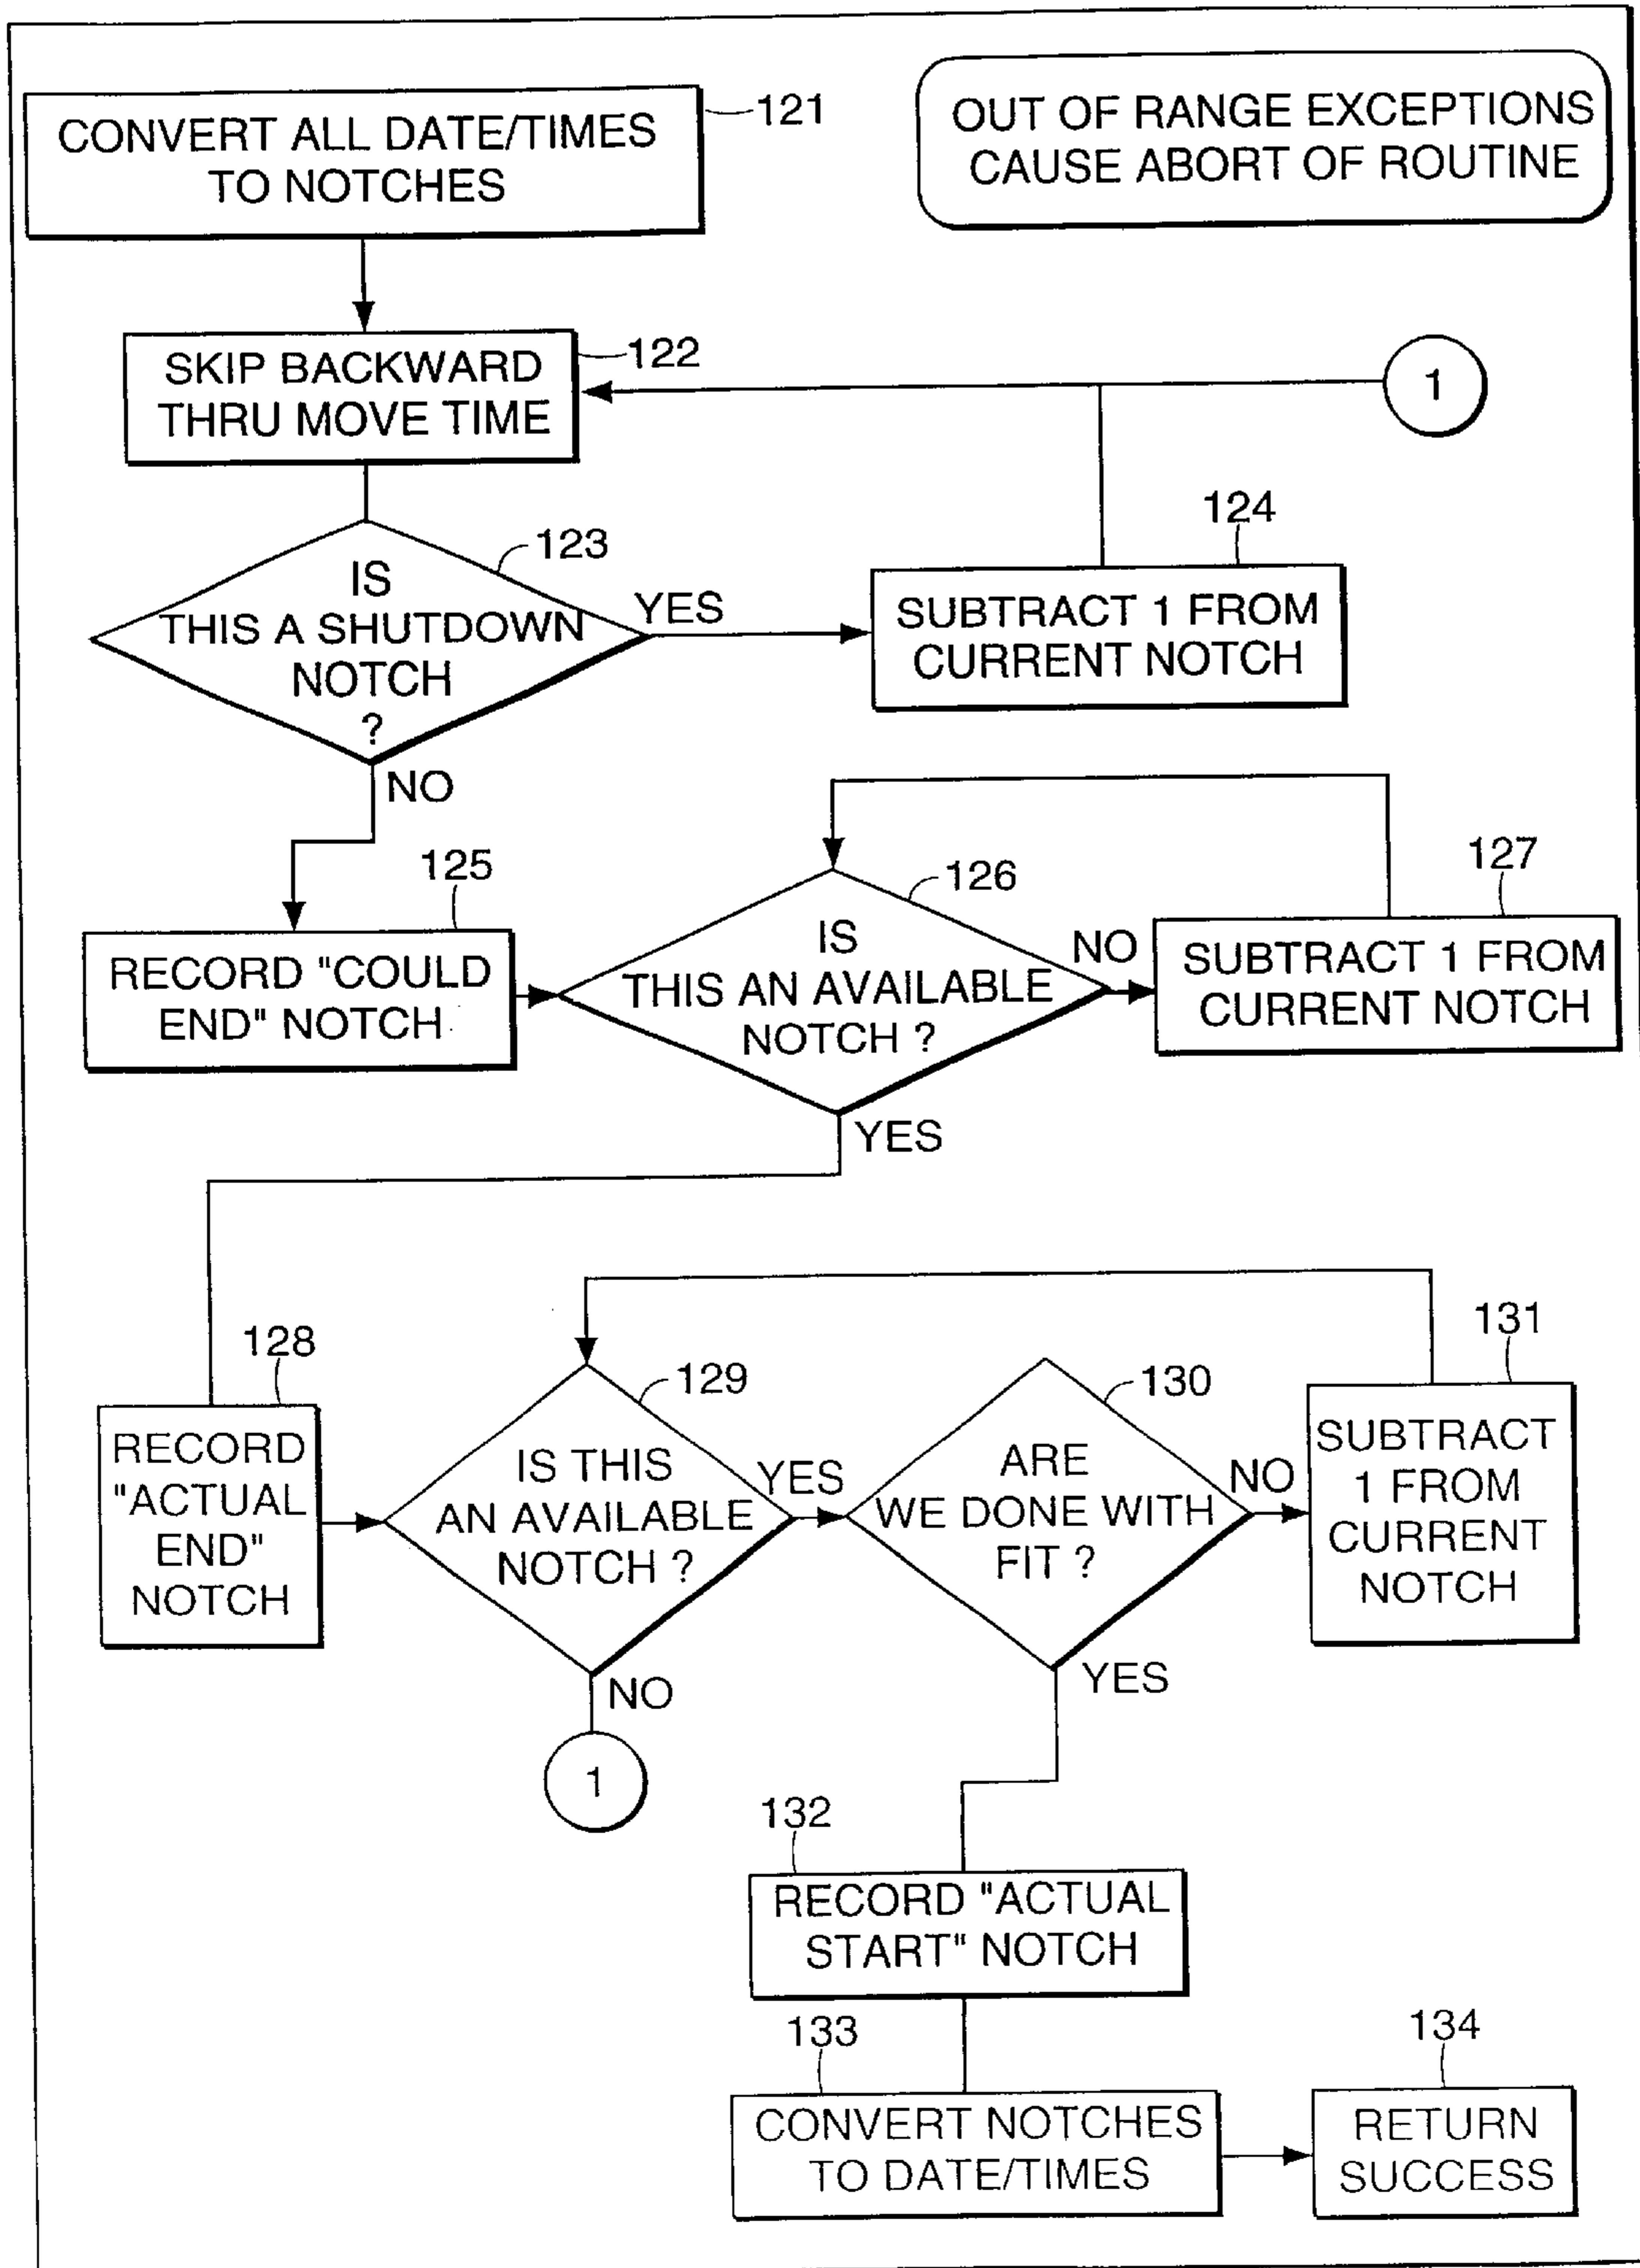 CONVERT ALL DATE/TIMES
TO NOTCHES
121
OUT OF RANGE EXCEPTIONS
CAUSE ABORT OF ROUTINE
SKIP BACKWARD
THRU MOVE TIME
122
1
IS
THIS A SHUTDOWN
NOTCH
?
123
YES
NO
124
SUBTRACT 1 FROM
CURRENT NOTCH
125
RECORD "COULD
END" NOTCH
126
IS
THIS AN AVAILABLE
NOTCH ?
NO
YES
127
SUBTRACT 1 FROM
CURRENT NOTCH
128
RECORD
"ACTUAL
END"
NOTCH
129
IS THIS
AN AVAILABLE
NOTCH ?
YES
NO
1
130
ARE
WE DONE WITH
FIT ?
NO
YES
131
SUBTRACT
1 FROM
CURRENT
NOTCH
132
RECORD "ACTUAL
START" NOTCH
133
CONVERT NOTCHES
TO DATE/TIMES
134
RETURN
SUCCESS